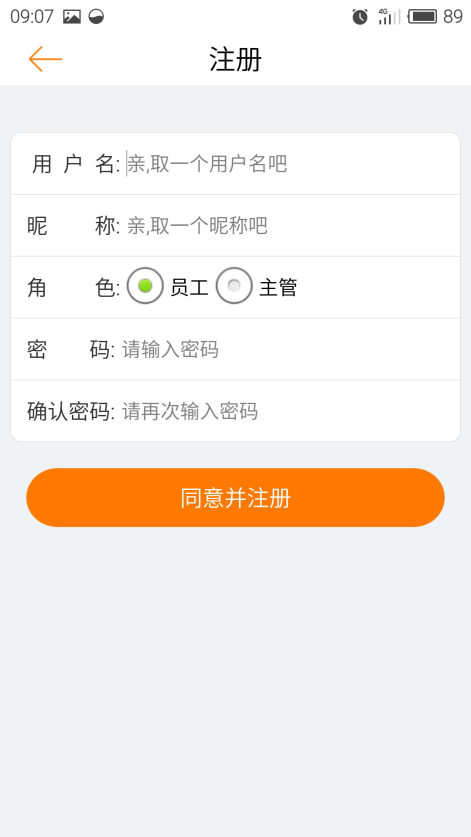 09:07 4G 89
注册
用 户 名: 亲,取一个用户名吧
昵 称: 亲,取一个昵称吧
角 色: 员工 主管
密 码: 请输入密码
确认密码: 请再次输入密码
同意并注册